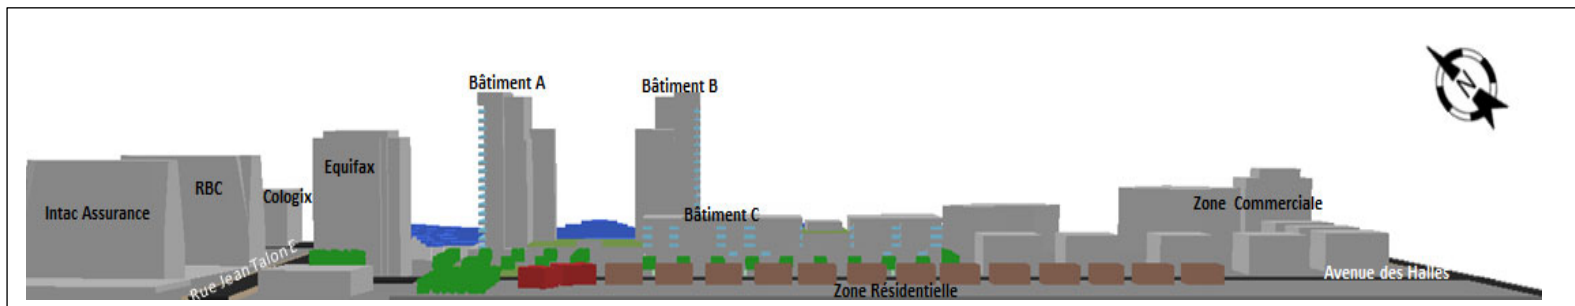 Bâtiment A
Bâtiment B
N
Equifax
RBC
Cologix
Intac Assurance
Bâtiment C
Zone Commerciale
Rue Jean Talon E
Avenue des Halles
Zone Résidentielle